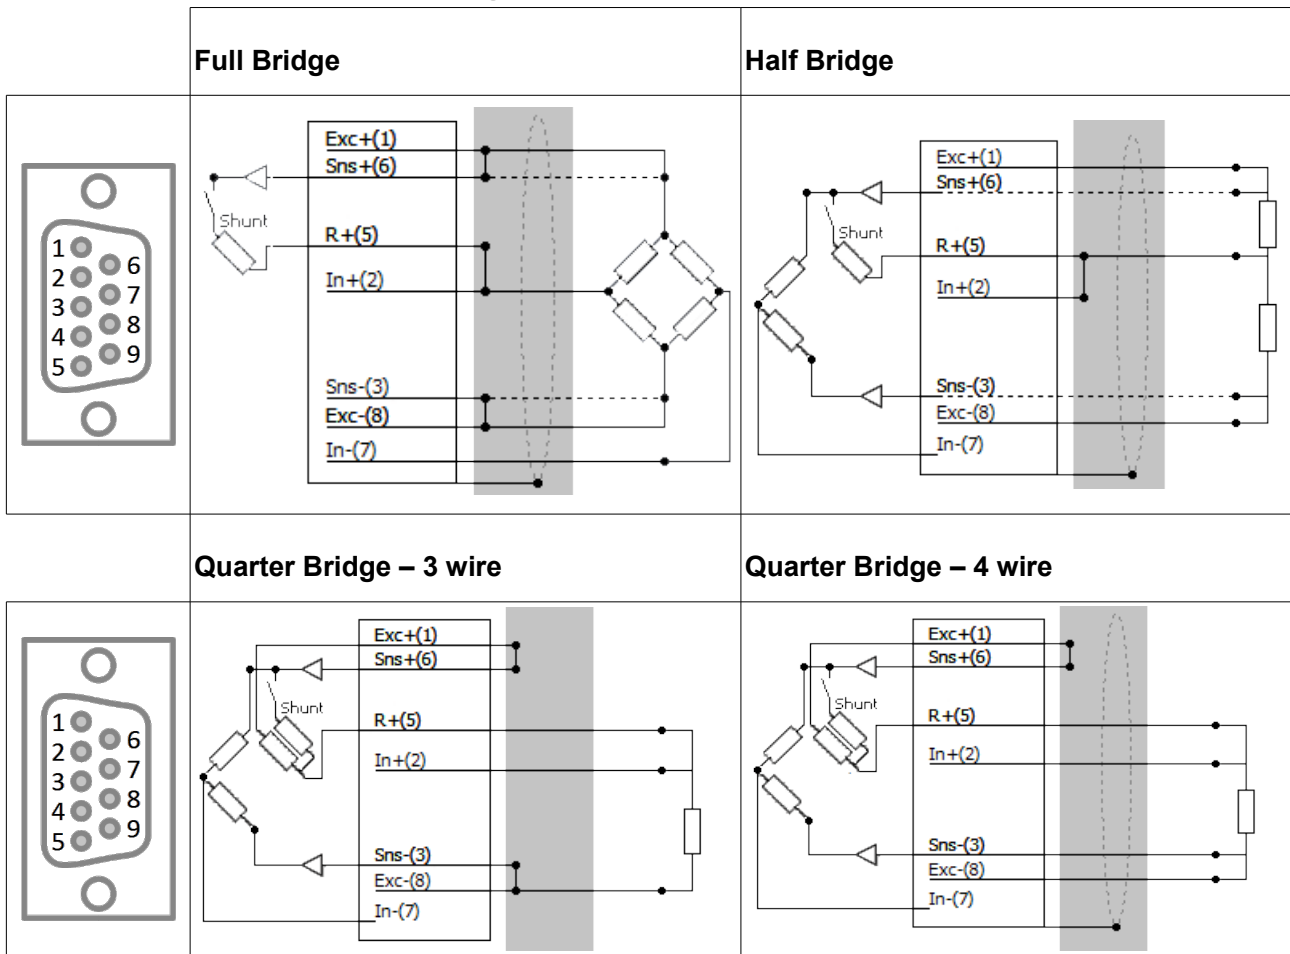 Full Bridge
Half Bridge
1
2
3
4
5
6
7
8
9
Exc+(1)
Sns+(6)
Shunt
R+(5)
In+(2)
Sns-(3)
Exc-(8)
In-(7)
Exc+(1)
Sns+(6)
Shunt
R+(5)
In+(2)
Sns-(3)
Exc-(8)
In-(7)
Quarter Bridge – 3 wire
Quarter Bridge – 4 wire
1
2
3
4
5
6
7
8
9
Exc+(1)
Sns+(6)
Shunt
R+(5)
In+(2)
Sns-(3)
Exc-(8)
In-(7)
Exc+(1)
Sns+(6)
Shunt
R+(5)
In+(2)
Sns-(3)
Exc-(8)
In-(7)